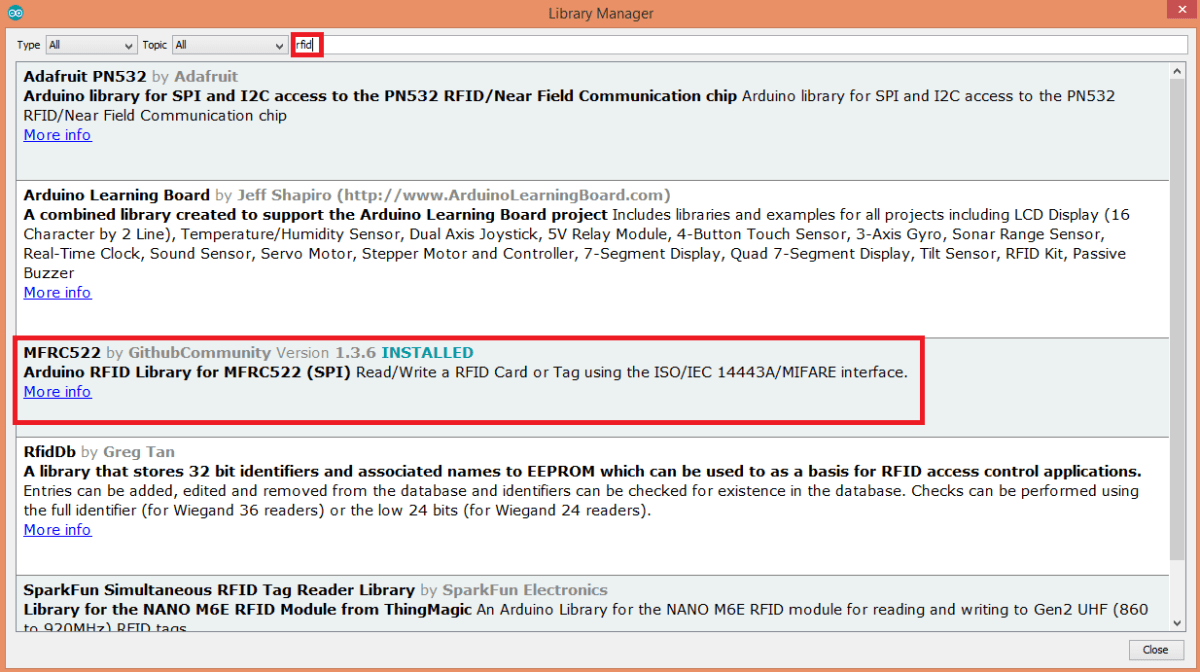 Library Manager
Type All Topic All rfid
Adafruit PN532 by Adafruit
Arduino library for SPI and I2C access to the PN532 RFID/Near Field Communication chip Arduino library for SPI and I2C access to the PN532
RFID/Near Field Communication chip
More info
Arduino Learning Board by Jeff Shapiro (http://www.ArduinoLearningBoard.com)
A combined library created to support the Arduino Learning Board project Includes libraries and examples for all projects including LCD Display (16
Character by 2 Line), Temperature/Humidity Sensor, Dual Axis Joystick, 5V Relay Module, 4-Button Touch Sensor, 3-Axis Gyro, Sonar Range Sensor,
Real-Time Clock, Sound Sensor, Servo Motor, Stepper Motor and Controller, 7-Segment Display, Quad 7-Segment Display, Tilt Sensor, RFID Kit, Passive
Buzzer
More info
MFRC522 by GithubCommunity Version 1.3.6 INSTALLED
Arduino RFID Library for MFRC522 (SPI) Read/Write a RFID Card or Tag using the ISO/IEC 14443A/MIFARE interface.
More info
RfidDb by Greg Tan
A library that stores 32 bit identifiers and associated names to EEPROM which can be used to as a basis for RFID access control applications.
Entries can be added, edited and removed from the database and identifiers can be checked for existence in the database. Checks can be performed using
the full identifier (for Wiegand 36 readers) or the low 24 bits (for Wiegand 24 readers).
More info
SparkFun Simultaneous RFID Tag Reader Library by SparkFun Electronics
Library for the NANO M6E RFID Module from ThingMagic An Arduino Library for the NANO M6E RFID module for reading and writing to Gen2 UHF (860
to 920MHz) RFID tags
Close